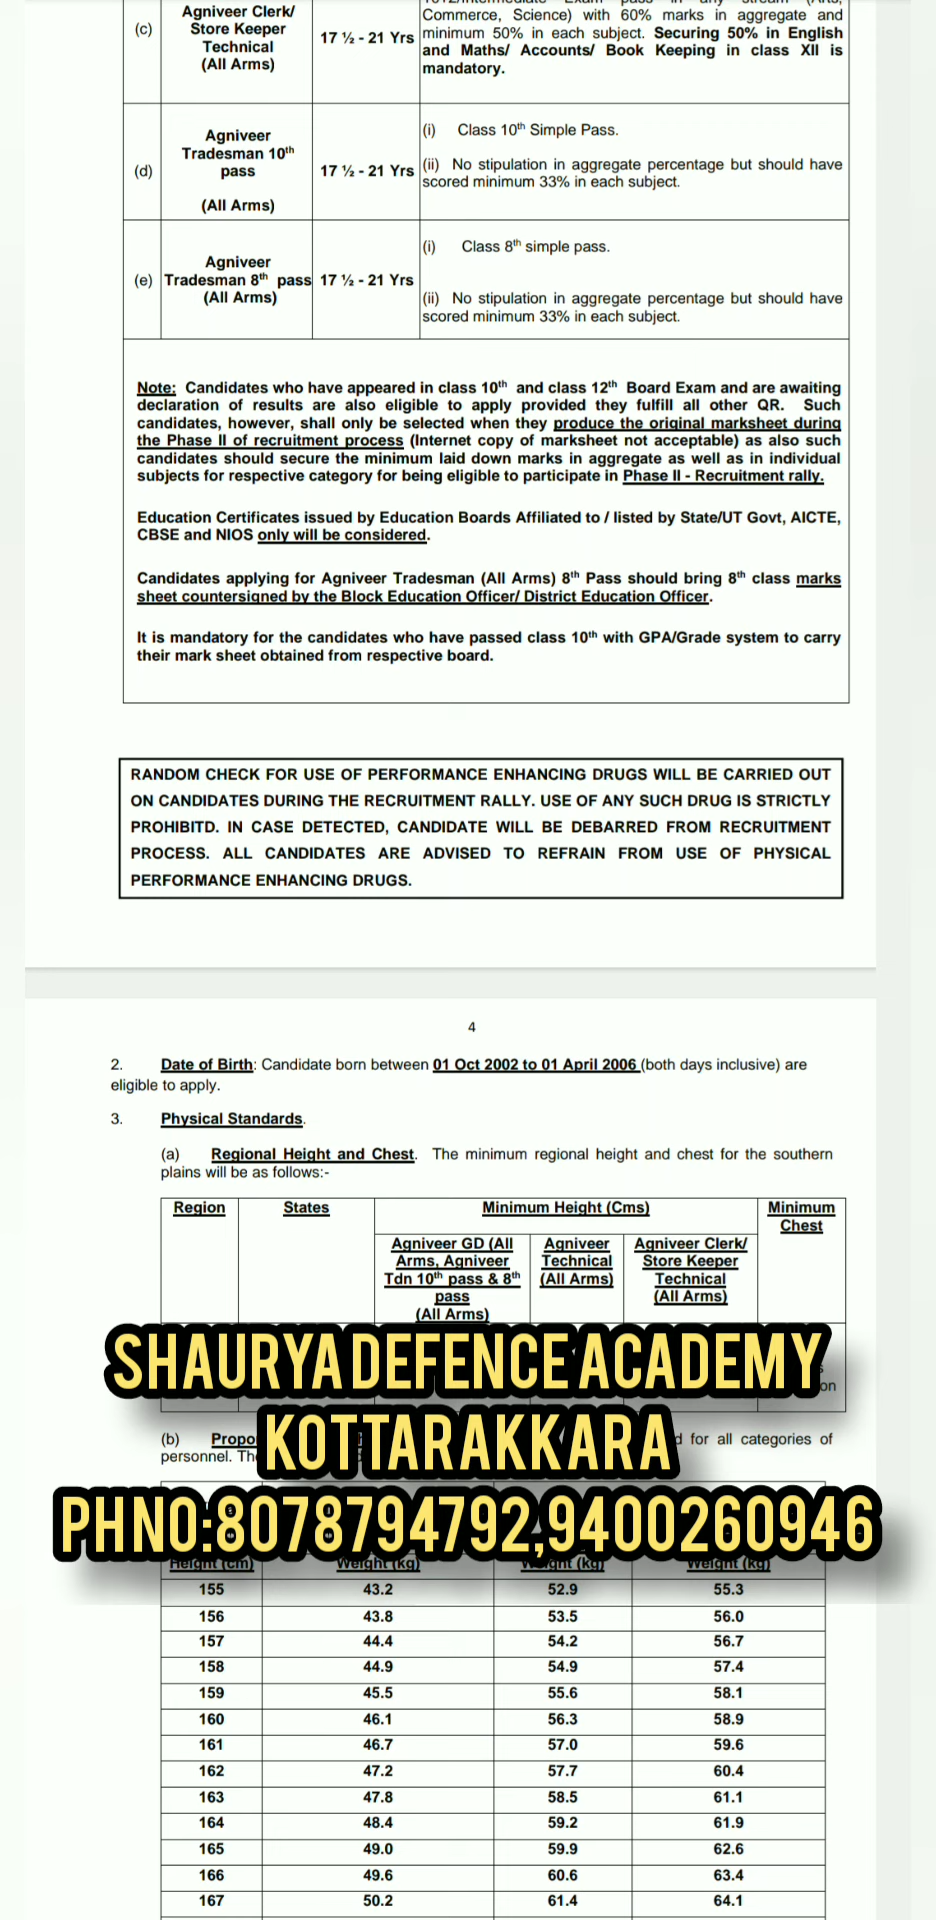 (c)
Agniveer Clerk/
Store Keeper
Technical
(All Arms)
17 ½ - 21 Yrs
Commerce, Science) with 60% marks in aggregate and
minimum 50% in each subject. Securing 50% in English
and Maths/ Accounts/ Book Keeping in class XII is
mandatory.
(d)
Agniveer
Tradesman 10th
pass
(All Arms)
17 ½ - 21 Yrs
(i) Class 10th Simple Pass.
(ii) No stipulation in aggregate percentage but should have
scored minimum 33% in each subject.
(e)
Agniveer
Tradesman 8th pass
(All Arms)
17 ½ - 21 Yrs
(i) Class 8th simple pass.
(ii) No stipulation in aggregate percentage but should have
scored minimum 33% in each subject.
Note: Candidates who have appeared in class 10th and class 12th Board Exam and are awaiting
declaration of results are also eligible to apply provided they fulfill all other QR. Such
candidates, however, shall only be selected when they produce the original marksheet during
the Phase II of recruitment process (Internet copy of marksheet not acceptable) as also such
candidates should secure the minimum laid down marks in aggregate as well as in individual
subjects for respective category for being eligible to participate in Phase II - Recruitment rally.
Education Certificates issued by Education Boards Affiliated to / listed by State/UT Govt, AICTE,
CBSE and NIOS only will be considered.
Candidates applying for Agniveer Tradesman (All Arms) 8th Pass should bring 8th class marks
sheet countersigned by the Block Education Officer/ District Education Officer.
It is mandatory for the candidates who have passed class 10th with GPA/Grade system to carry
their mark sheet obtained from respective board.
RANDOM CHECK FOR USE OF PERFORMANCE ENHANCING DRUGS WILL BE CARRIED OUT
ON CANDIDATES DURING THE RECRUITMENT RALLY. USE OF ANY SUCH DRUG IS STRICTLY
PROHIBITD. IN CASE DETECTED, CANDIDATE WILL BE DEBARRED FROM RECRUITMENT
PROCESS. ALL CANDIDATES ARE ADVISED TO REFRAIN FROM USE OF PHYSICAL
PERFORMANCE ENHANCING DRUGS.
4
2. Date of Birth: Candidate born between 01 Oct 2002 to 01 April 2006 (both days inclusive) are
eligible to apply.
3. Physical Standards.
(a) Regional Height and Chest. The minimum regional height and chest for the southern
plains will be as follows:-
Region States Minimum Height (Cms) Minimum
Chest
Agniveer GD (All
Arms, Agniveer
Tdn 10th pass & 8th
pass
(All Arms)
Agniveer
Technical
(All Arms)
Agniveer Clerk/
Store Keeper
Technical
(All Arms)
SHAURYA DEFENCE ACADEMY
KOTTARAKKARA
PHNO:8078794792,9400260946
(b) for all categories of
personnel.
Height (cm) Weight (kg) Weight (kg) Weight (kg)
155 43.2 52.9 55.3
156 43.8 53.5 56.0
157 44.4 54.2 56.7
158 44.9 54.9 57.4
159 45.5 55.6 58.1
160 46.1 56.3 58.9
161 46.7 57.0 59.6
162 47.2 57.7 60.4
163 47.8 58.5 61.1
164 48.4 59.2 61.9
165 49.0 59.9 62.6
166 49.6 60.6 63.4
167 50.2 61.4 64.1